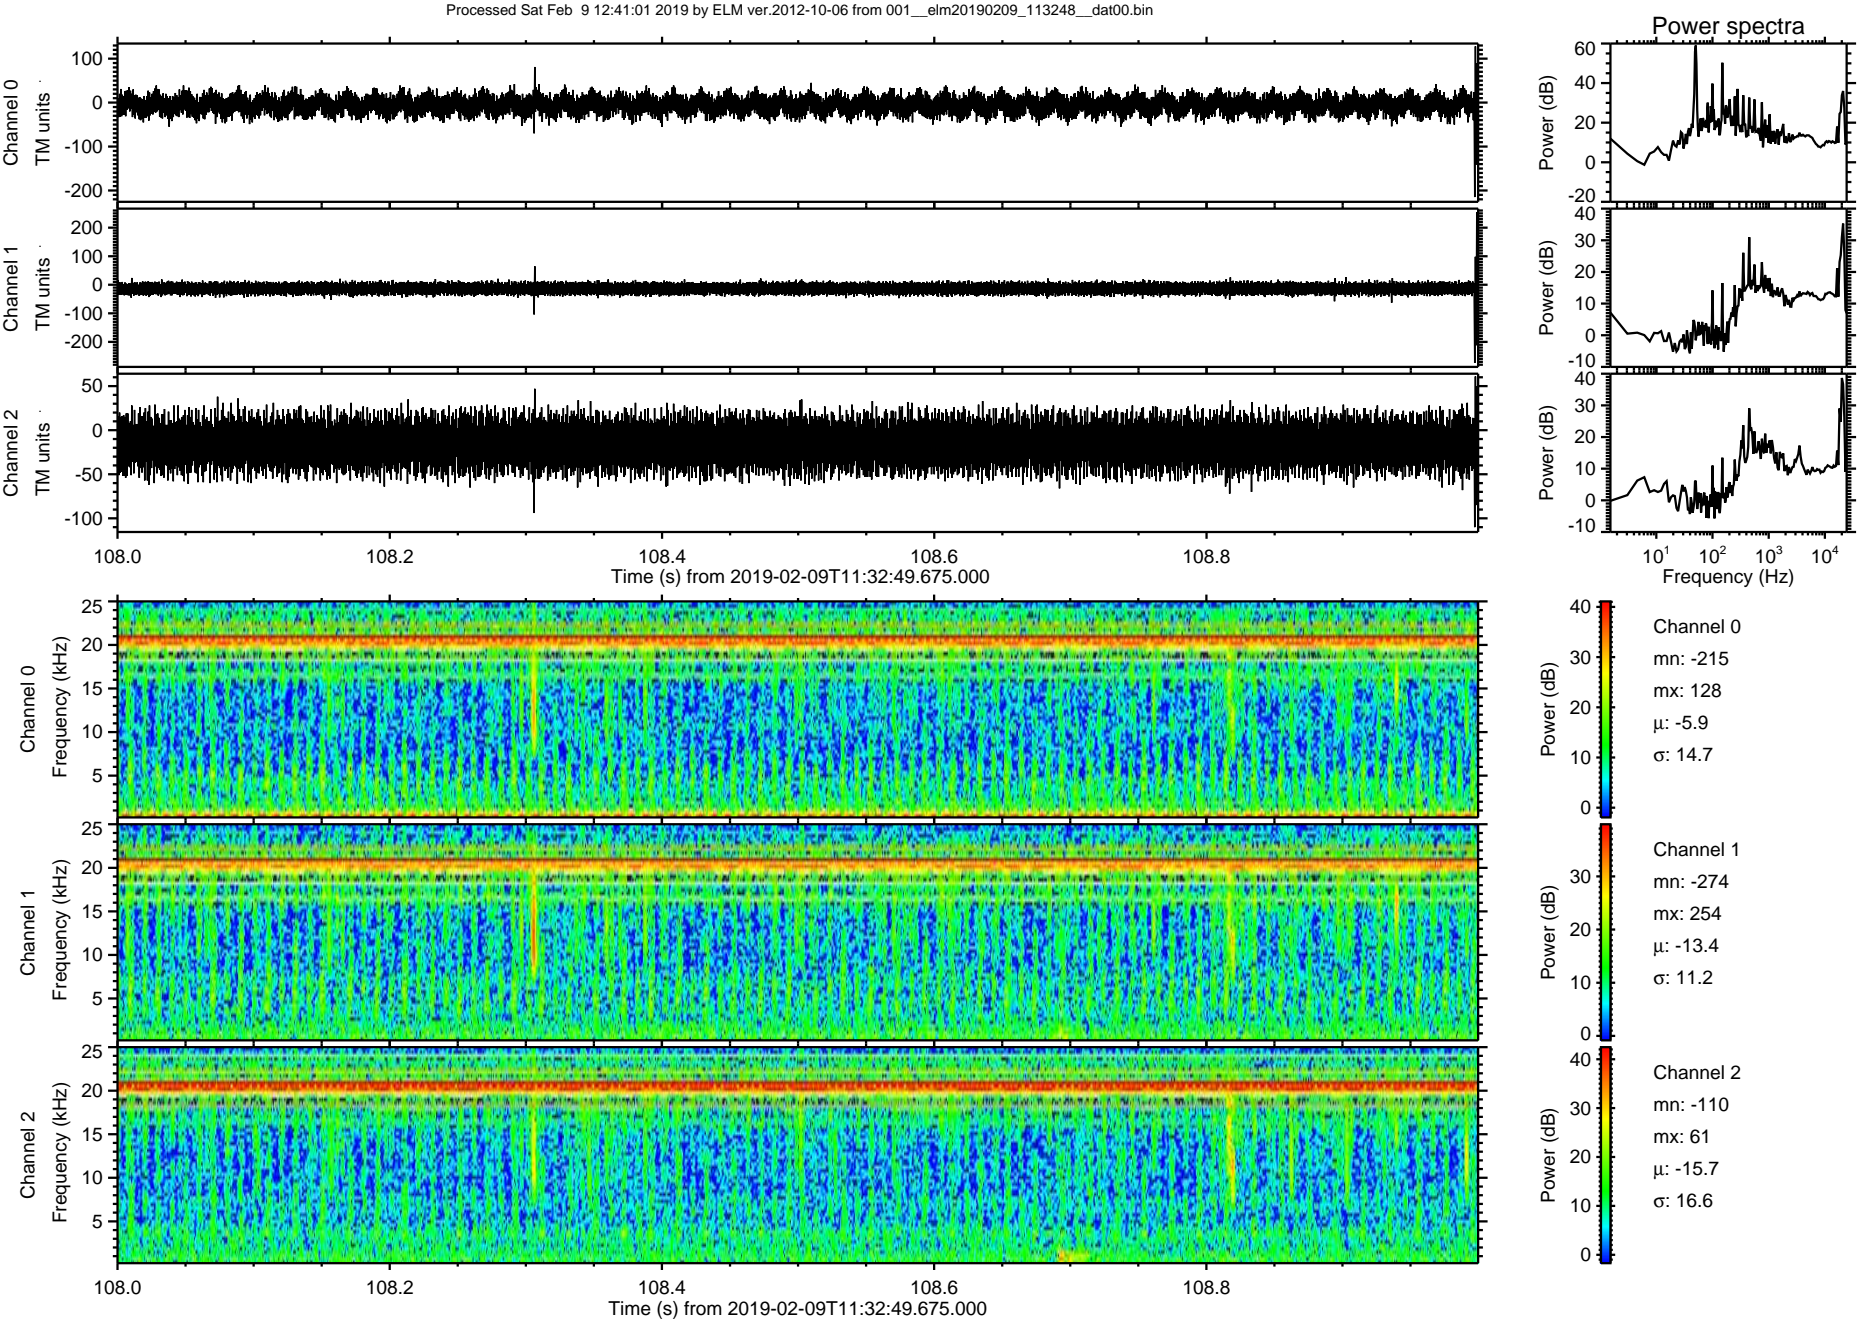 Processed Sat Feb  9 12:41:01 2019 by ELM ver.2012-10-06 from 001__elm20190209_113248__dat00.bin
Power spectra
Channel 0
TM units
100
0
-100
-200
Power (dB)
60
40
20
0
-20
Channel 1
TM units
200
100
0
-100
-200
Power (dB)
40
30
20
10
0
-10
Channel 2
TM units
50
0
-50
-100
Power (dB)
40
30
20
10
0
-10
108.0 108.2 108.4 108.6 108.8
Time (s) from 2019-02-09T11:32:49.675.000
10¹ 10² 10³ 10⁴
Frequency (Hz)
Channel 0
Frequency (kHz)
25
20
15
10
5
Power (dB)
40
30
20
10
0
Channel 0
mn: -215
mx: 128
μ: -5.9
σ: 14.7
Channel 1
Frequency (kHz)
25
20
15
10
5
Power (dB)
30
20
10
0
Channel 1
mn: -274
mx: 254
μ: -13.4
σ: 11.2
Channel 2
Frequency (kHz)
25
20
15
10
5
Power (dB)
40
30
20
10
0
Channel 2
mn: -110
mx: 61
μ: -15.7
σ: 16.6
108.0 108.2 108.4 108.6 108.8
Time (s) from 2019-02-09T11:32:49.675.000